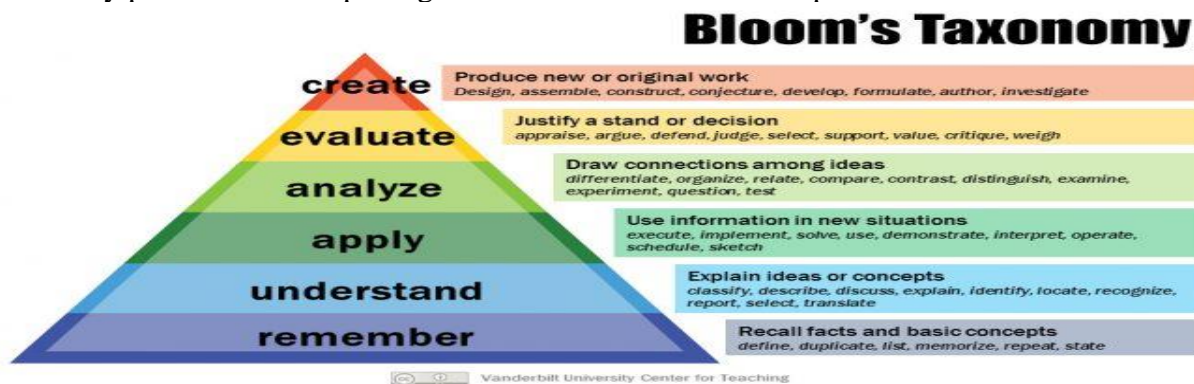 Bloom's Taxonomy
create
Produce new or original work
Design, assemble, construct, conjecture, develop, formulate, author, investigate
evaluate
Justify a stand or decision
appraise, argue, defend, judge, select, support, value, critique, weigh
analyze
Draw connections among ideas
differentiate, organize, relate, compare, contrast, distinguish, examine,
experiment, question, test
apply
Use information in new situations
execute, implement, solve, use, demonstrate, interpret, operate,
schedule, sketch
understand
Explain ideas or concepts
classify, describe, discuss, explain, identify, locate, recognize,
report, select, translate
remember
Recall facts and basic concepts
define, duplicate, list, memorize, repeat, state
cc
Vanderbilt University Center for Teaching